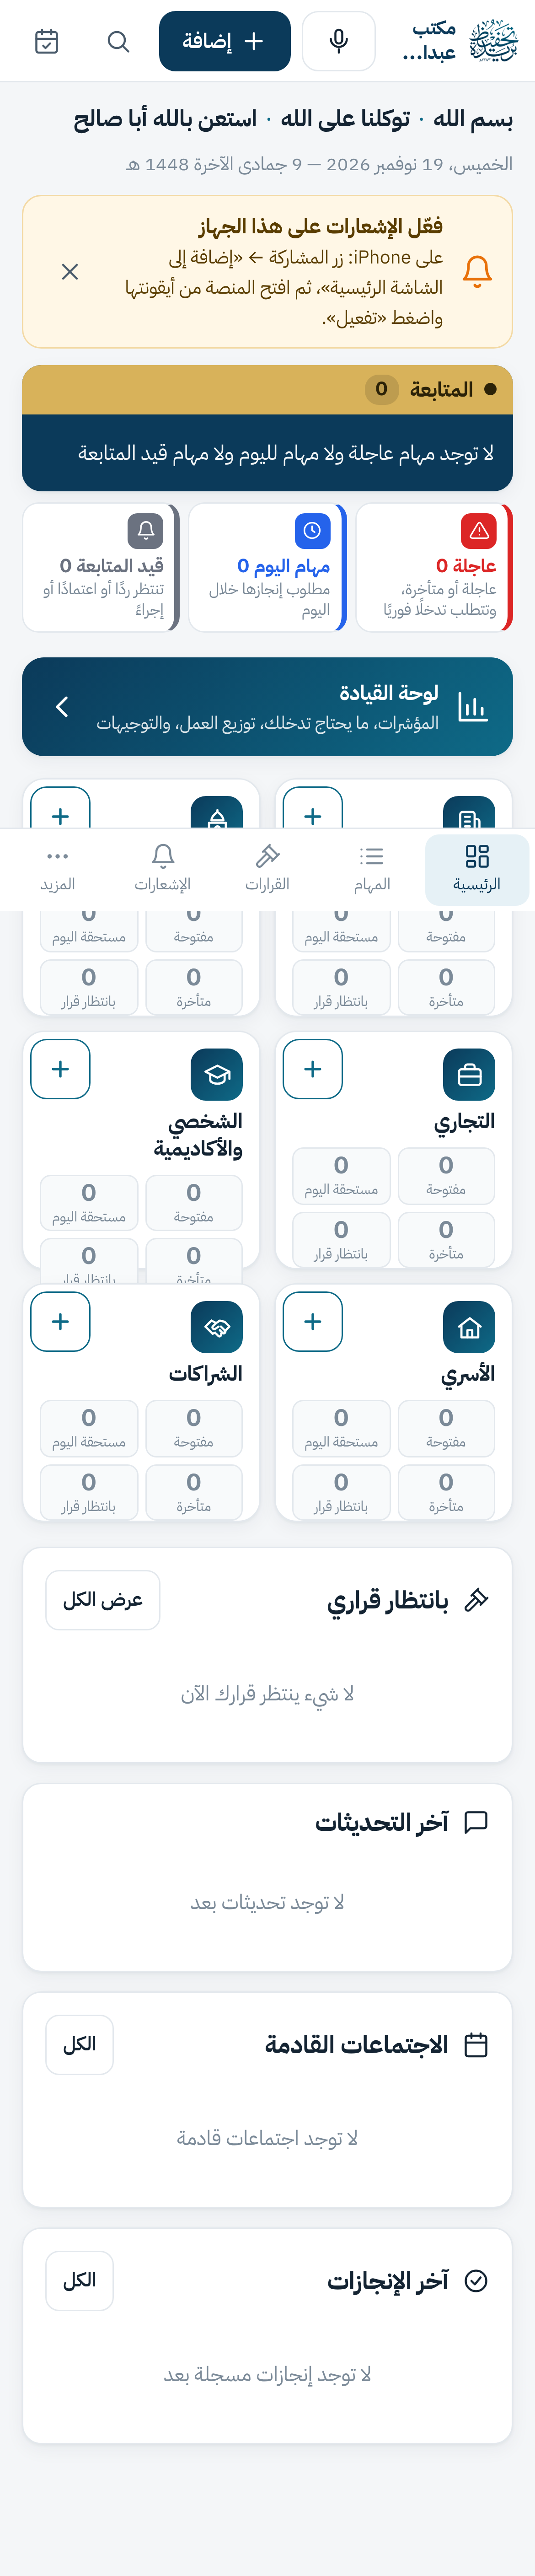 مكتب
عبدا...
إضافة
بسم الله · توكلنا على الله · استعن بالله أبا صالح
الخميس، 19 نوفمبر 2026 — 9 جمادى الآخرة 1448 هـ
فعّل الإشعارات على هذا الجهاز
على iPhone: زر المشاركة ← «إضافة إلى
الشاشة الرئيسية»، ثم افتح المنصة من أيقونتها
واضغط «تفعيل».
المتابعة 0
لا توجد مهام عاجلة ولا مهام لليوم ولا مهام قيد المتابعة
عاجلة 0
عاجلة أو متأخرة،
وتتطلب تدخلًا فوريًا
مهام اليوم 0
مطلوب إنجازها خلال
اليوم
قيد المتابعة 0
تنتظر ردًا أو اعتمادًا أو
إجراءً
لوحة القيادة
المؤشرات، ما يحتاج تدخلك، توزيع العمل، والتوجيهات
الرئيسية
المهام
القرارات
الإشعارات
المزيد
0 مفتوحة
0 مستحقة اليوم
0 متأخرة
0 بانتظار قرار
0 مفتوحة
0 مستحقة اليوم
0 متأخرة
0 بانتظار قرار
التجاري
0 مفتوحة
0 مستحقة اليوم
0 متأخرة
0 بانتظار قرار
الشخصي
والأكاديمية
0 مفتوحة
0 مستحقة اليوم
0 متأخرة
0 بانتظار قرار
الأسري
0 مفتوحة
0 مستحقة اليوم
0 متأخرة
0 بانتظار قرار
الشراكات
0 مفتوحة
0 مستحقة اليوم
0 متأخرة
0 بانتظار قرار
بانتظار قراري
عرض الكل
لا شيء ينتظر قرارك الآن
آخر التحديثات
لا توجد تحديثات بعد
الاجتماعات القادمة
الكل
لا توجد اجتماعات قادمة
آخر الإنجازات
الكل
لا توجد إنجازات مسجلة بعد